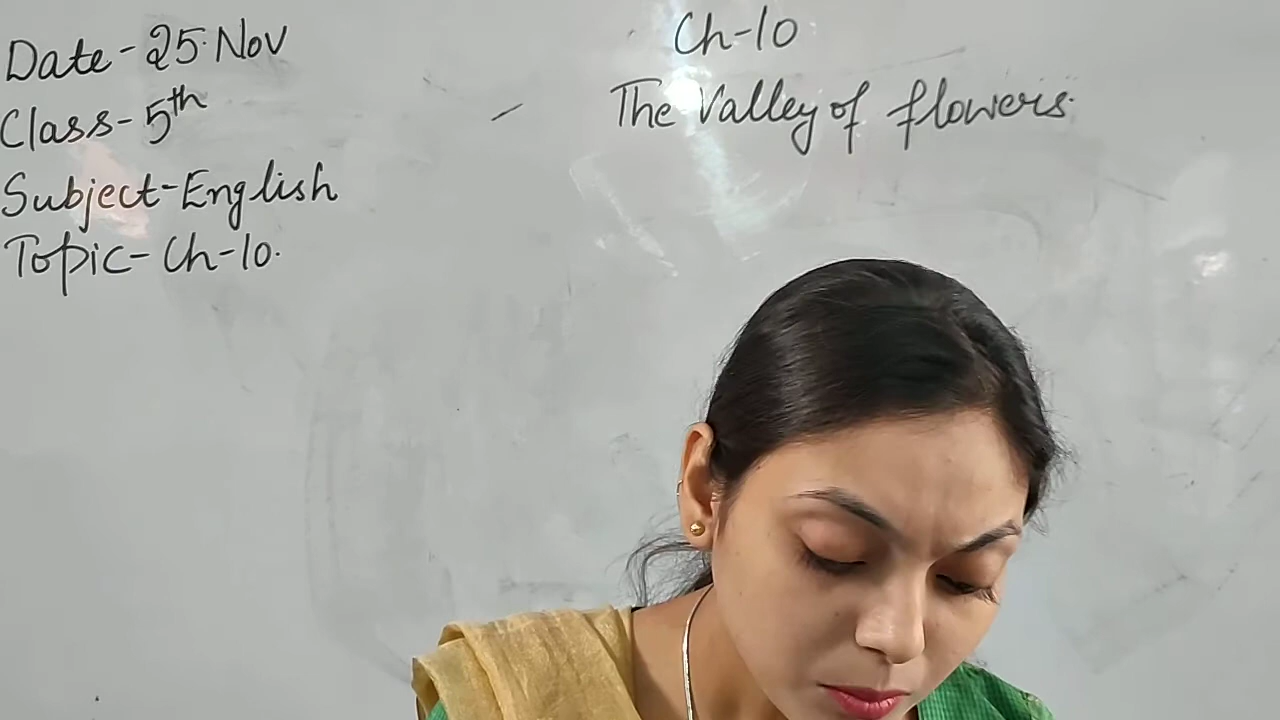 Date-25.Nov
Class-5th
Subject-English
Topic-Ch-10.
Ch-10
The Valley of flowers.